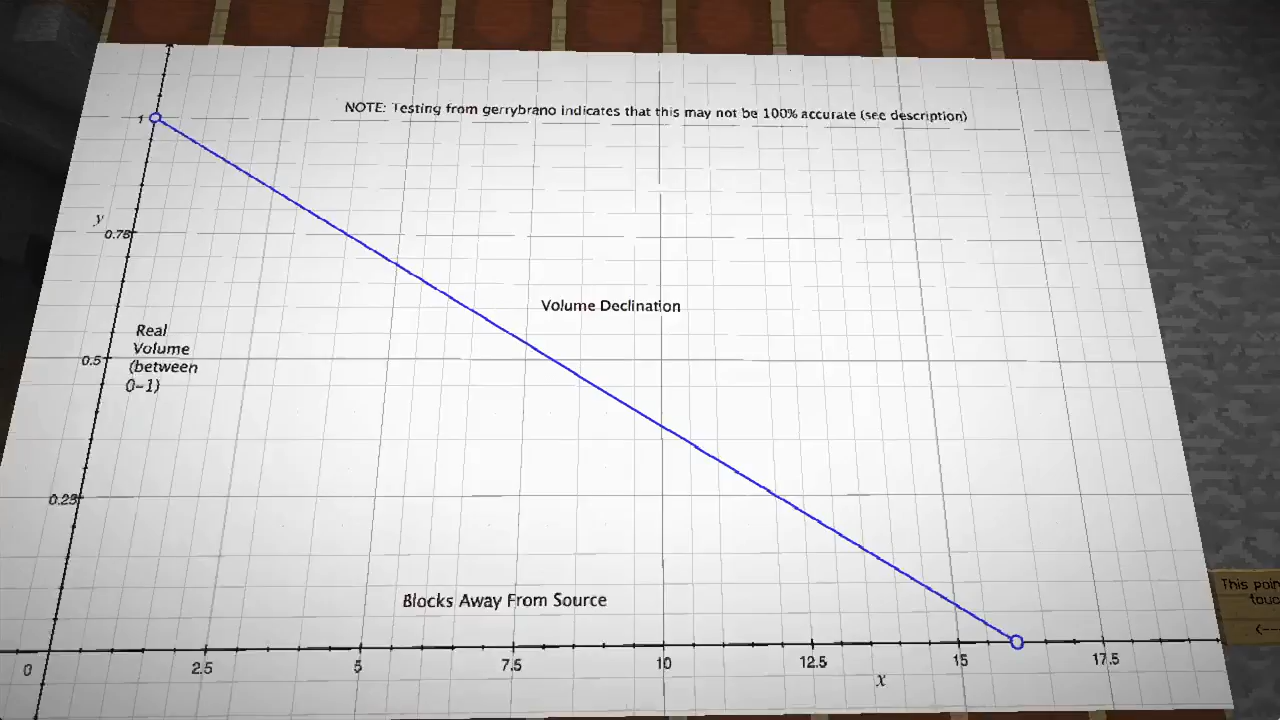 NOTE: Testing from gerrybrano indicates that this may not be 100% accurate (see description)
1
y
0.75
Volume Declination
Real
Volume
(between
0-1)
0.5
0.25
Blocks Away From Source
0
2.5
5
7.5
10
12.5
15
17.5
x
This
<--